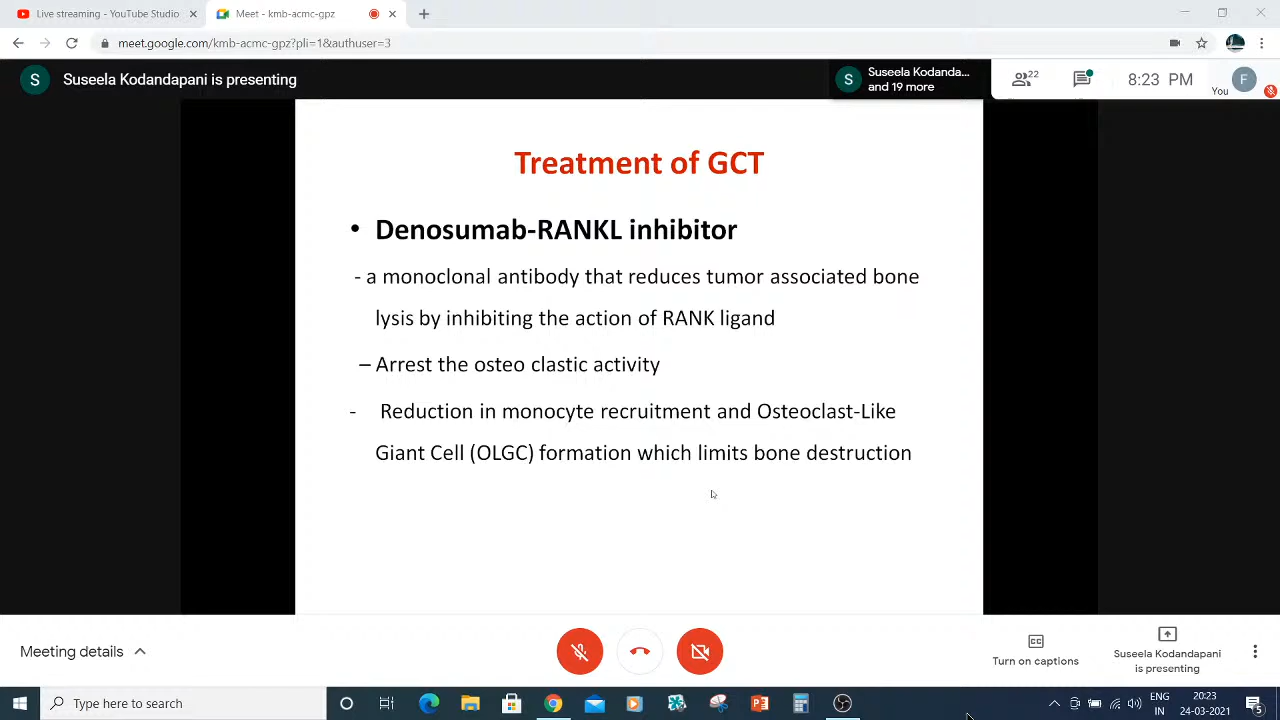 Live streaming - YouTube Studio
Meet - kmb-acmc-gpz
meet.google.com/kmb-acmc-gpz?pli=1&authuser=3
S
Suseela Kodandapani is presenting
S
Suseela Kodanda...
and 19 more
22
8:23 PM
You
F
Treatment of GCT
• Denosumab-RANKL inhibitor
- a monoclonal antibody that reduces tumor associated bone
lysis by inhibiting the action of RANK ligand
– Arrest the osteo clastic activity
- Reduction in monocyte recruitment and Osteoclast-Like
Giant Cell (OLGC) formation which limits bone destruction
Meeting details
Turn on captions
Suseela Kodandapani
is presenting
Type here to search
ENG
IN
20:23
24-03-2021
5